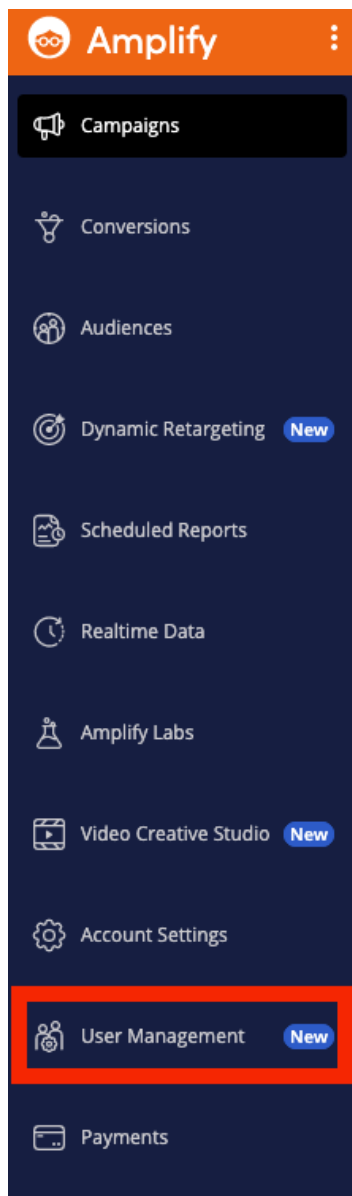 Amplify
Campaigns
Conversions
Audiences
Dynamic Retargeting New
Scheduled Reports
Realtime Data
Amplify Labs
Video Creative Studio New
Account Settings
User Management New
Payments